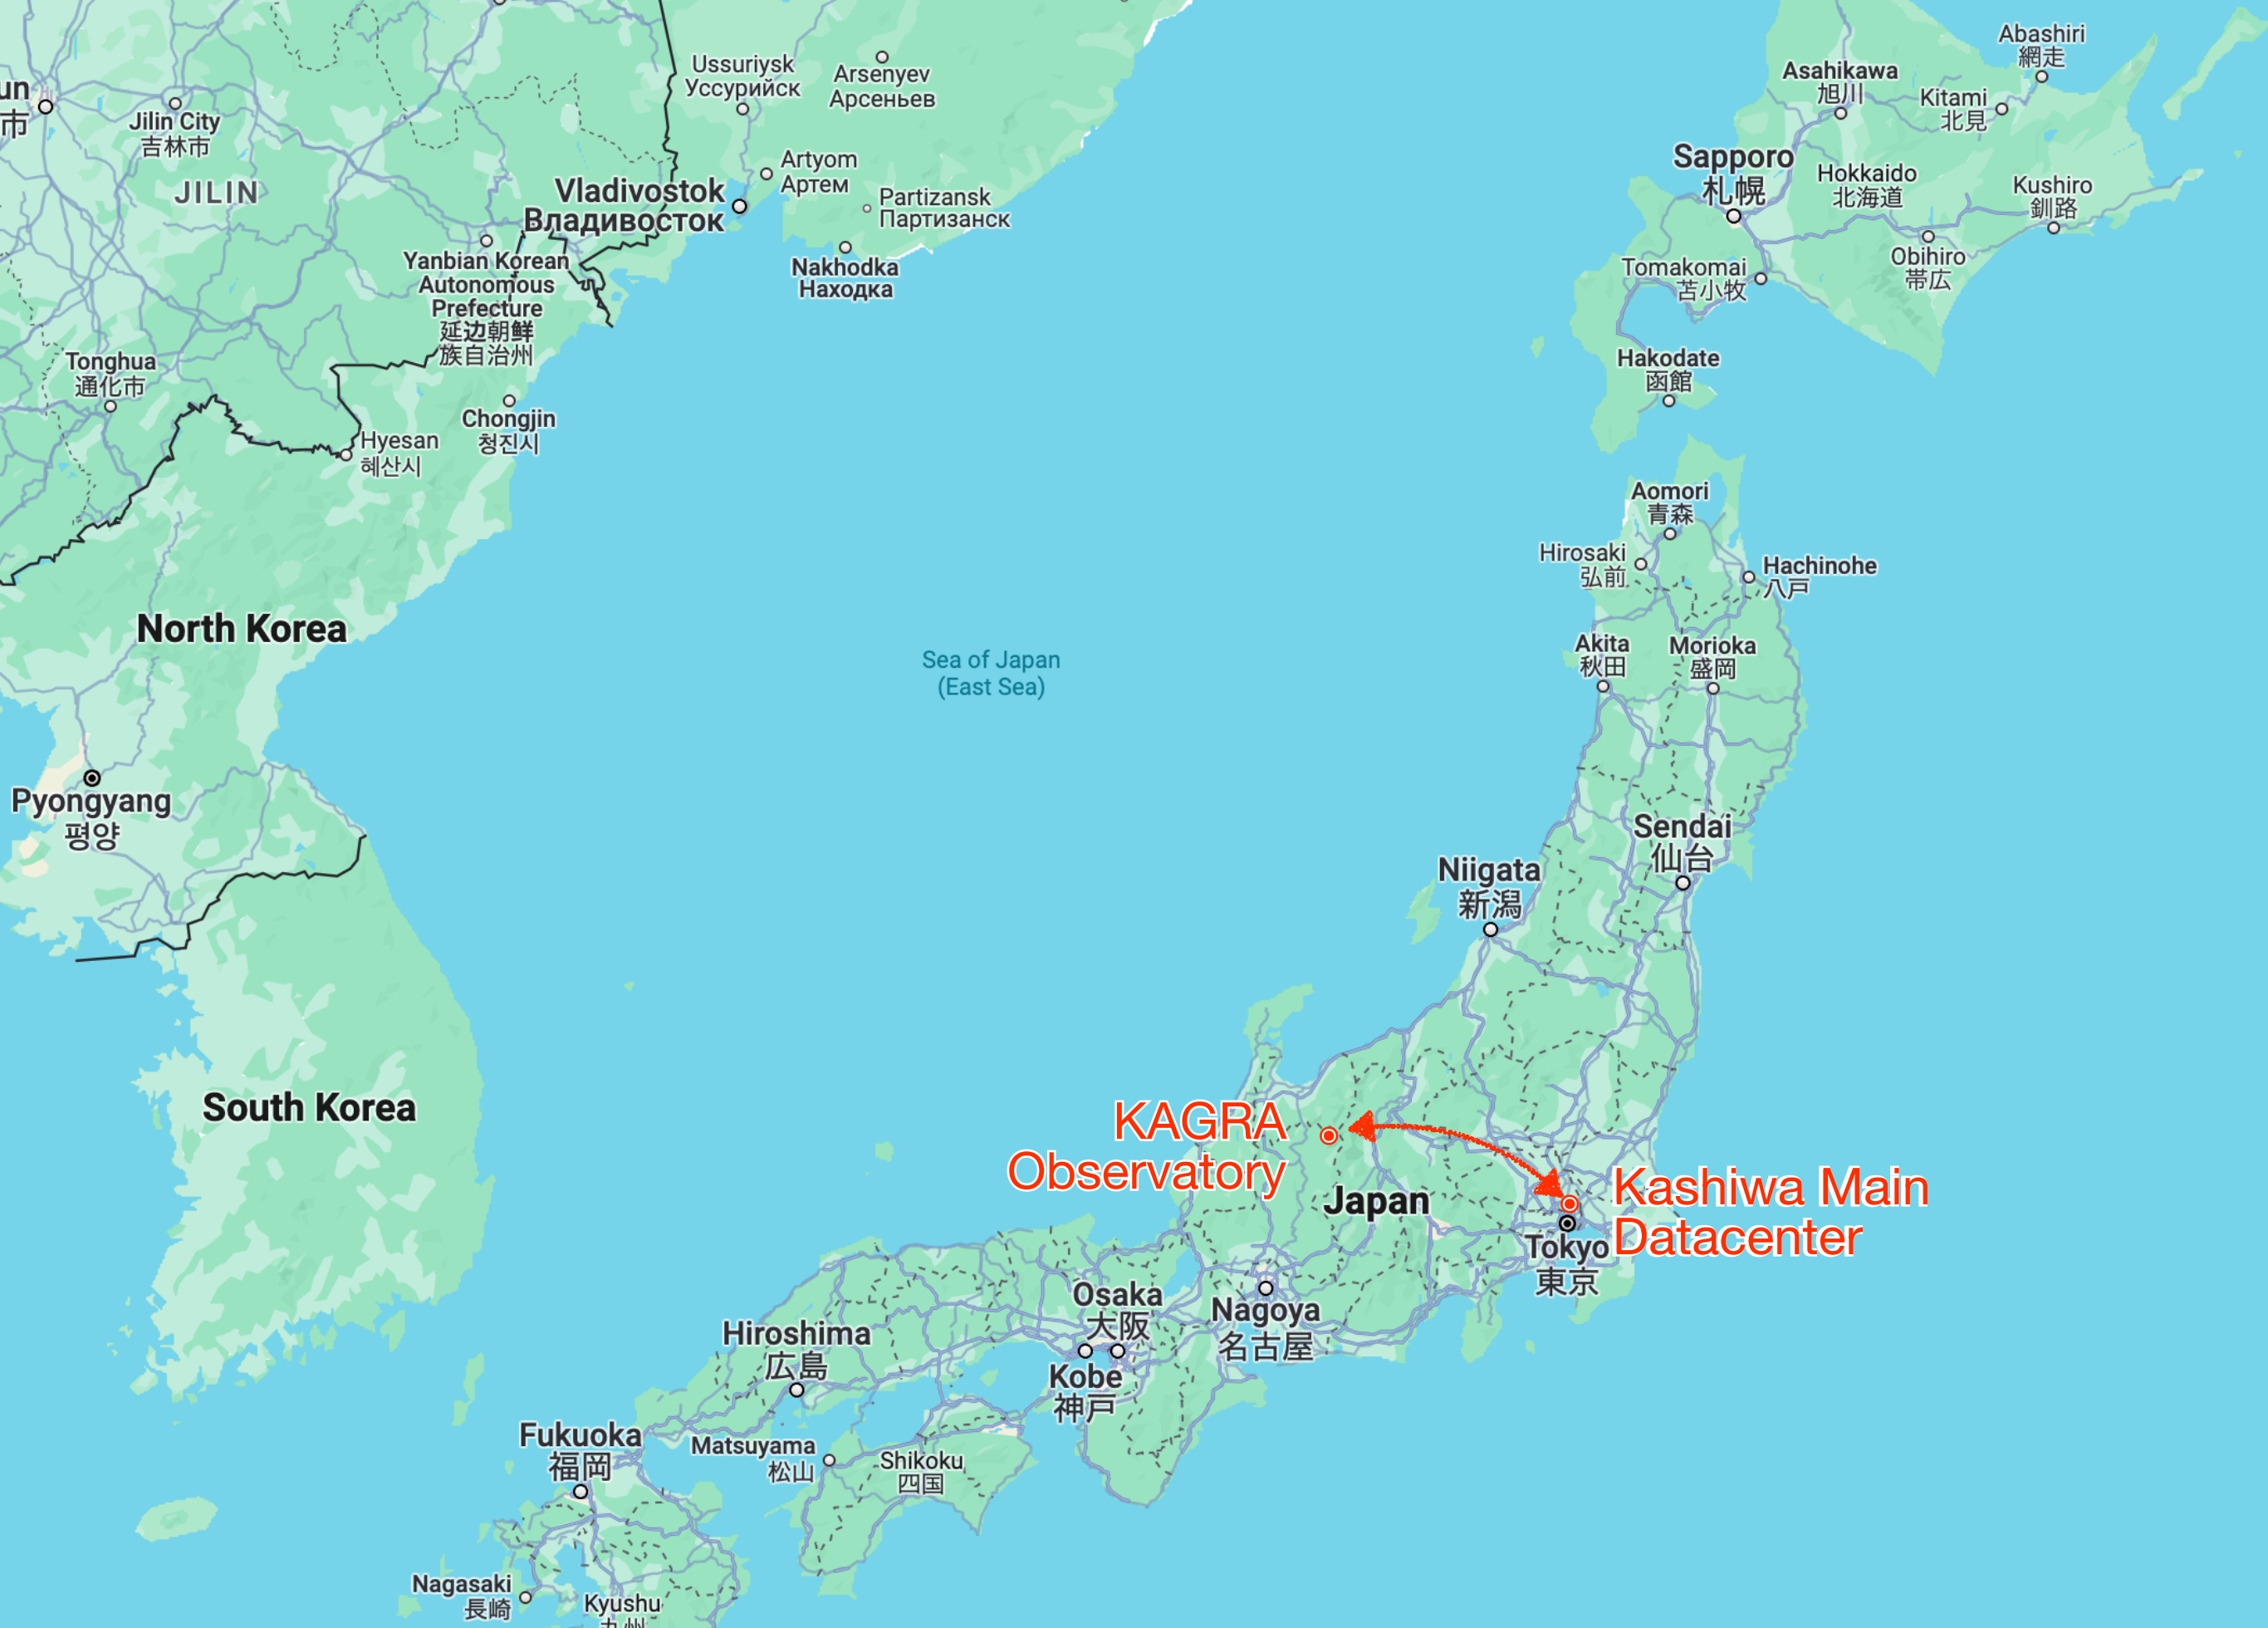 Abashiri
網走
Ussuriysk
Уссурийск
Arsenyev
Арсеньев
Asahikawa
旭川
Kitami
北見
un
市
Jilin City
吉林市
JILIN
Artyom
Артем
Vladivostok
Владивосток
Partizansk
Партизанск
Sapporo
札幌
Hokkaido
北海道
Kushiro
釧路
Yanbian Korean
Autonomous
Prefecture
延边朝鲜
族自治州
Nakhodka
Находка
Tomakomai
苫小牧
Obihiro
帯広
Tonghua
通化市
Hakodate
函館
Chongjin
청진시
Hyesan
혜산시
Aomori
青森
Hirosaki
弘前
Hachinohe
八戸
North Korea
Sea of Japan
(East Sea)
Akita
秋田
Morioka
盛岡
Pyongyang
평양
Sendai
仙台
Niigata
新潟
South Korea
KAGRA
Observatory
Kashiwa Main
Datacenter
Japan
Tokyo
東京
Osaka
大阪
Nagoya
名古屋
Hiroshima
広島
Kobe
神戸
Fukuoka
福岡
Matsuyama
松山
Shikoku
四国
Nagasaki
長崎
Kyushu
九州